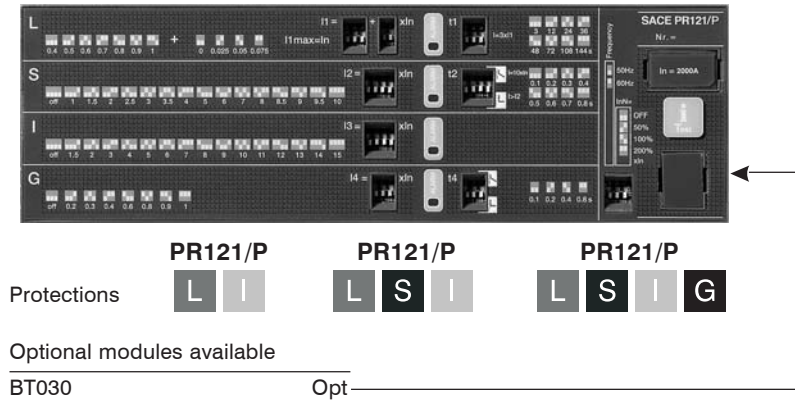 L I1 = + xIn ALARM t1 SACE PR121/P
Nr. =
0.4 0.5 0.6 0.7 0.8 0.9 1 + 0 0.025 0.05 0.075 I1max=In I=3xI1 3 12 24 36
48 72 108 144 s
Frequency
50Hz
60Hz
In = 2000A
S I2 = xIn ALARM t2 I=10xIn 0.1 0.2 0.3 0.4
off 1 1.5 2 2.5 3 3.5 4 5 6 7 8 8.5 9 9.5 10 I>I2 0.5 0.6 0.7 0.8 s
InN=
OFF
50%
100%
200%
xIn
i
Test
I I3 = xIn ALARM
off 1.5 2 3 4 5 6 7 8 9 10 11 12 13 14 15
G I4 = xIn ALARM t4
off 0.2 0.3 0.4 0.6 0.8 0.9 1 0.1 0.2 0.4 0.8 s
PR121/P PR121/P PR121/P
Protections L I L S I L S I G
Optional modules available
BT030 Opt